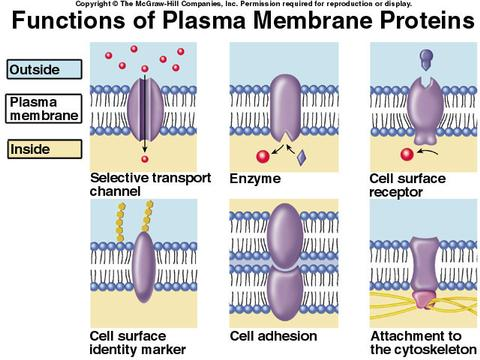 Copyright © The McGraw-Hill Companies, Inc. Permission required for reproduction or display.
Functions of Plasma Membrane Proteins
Outside
Plasma
membrane
Inside
Selective transport
channel
Enzyme
Cell surface
receptor
Cell surface
identity marker
Cell adhesion
Attachment to
the cytoskeleton